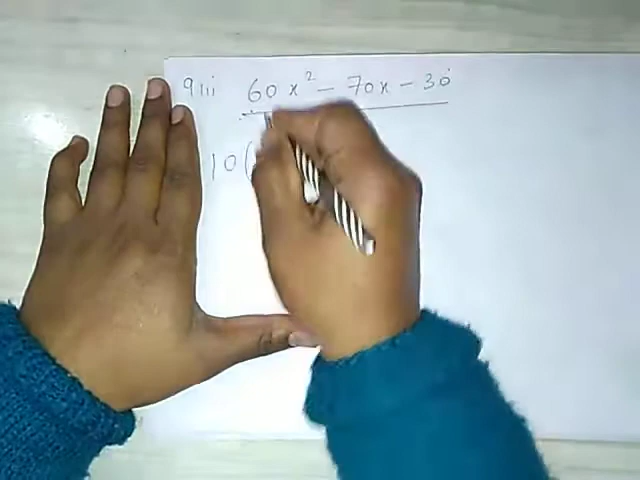 9iii 60x² - 70x - 30
10(